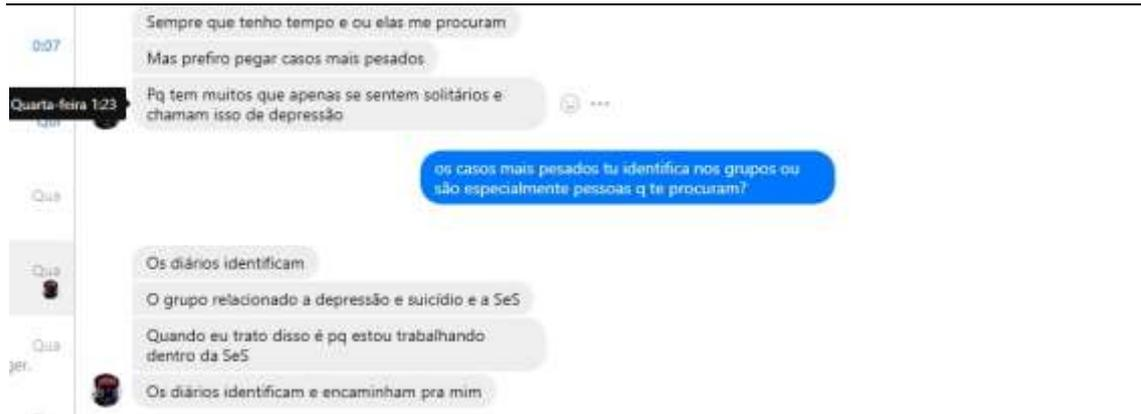 Sempre que tenho tempo e ou elas me procuram
0:07
Mas prefiro pegar casos mais pesados
Quarta-feira 1:23
Pq tem muitos que apenas se sentem solitários e
chamam isso de depressão
os casos mais pesados tu identifica nos grupos ou
são especialmente pessoas q te procuram?
Qua
Os diários identificam
Qua
O grupo relacionado a depressão e suicídio e a SeS
Quando eu trato disso é pq estou trabalhando
dentro da SeS
Qua
ger.
Os diários identificam e encaminham pra mim